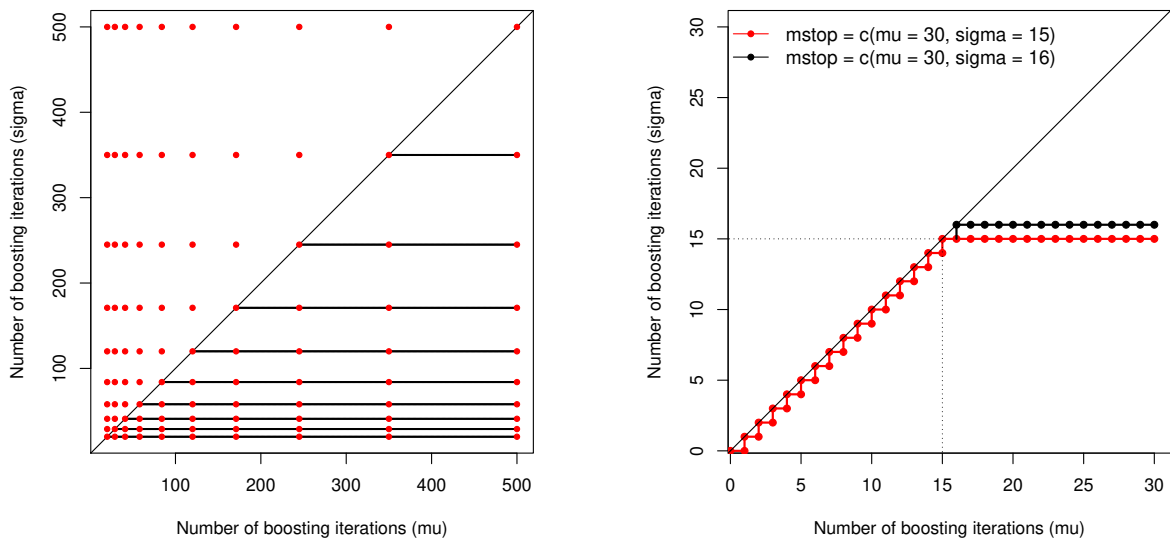 Number of boosting iterations (sigma)
500
400
300
200
100
100 200 300 400 500
Number of boosting iterations (mu)
Number of boosting iterations (sigma)
30
25
20
15
10
5
0
mstop = c(mu = 30, sigma = 15)
mstop = c(mu = 30, sigma = 16)
0 5 10 15 20 25 30
Number of boosting iterations (mu)